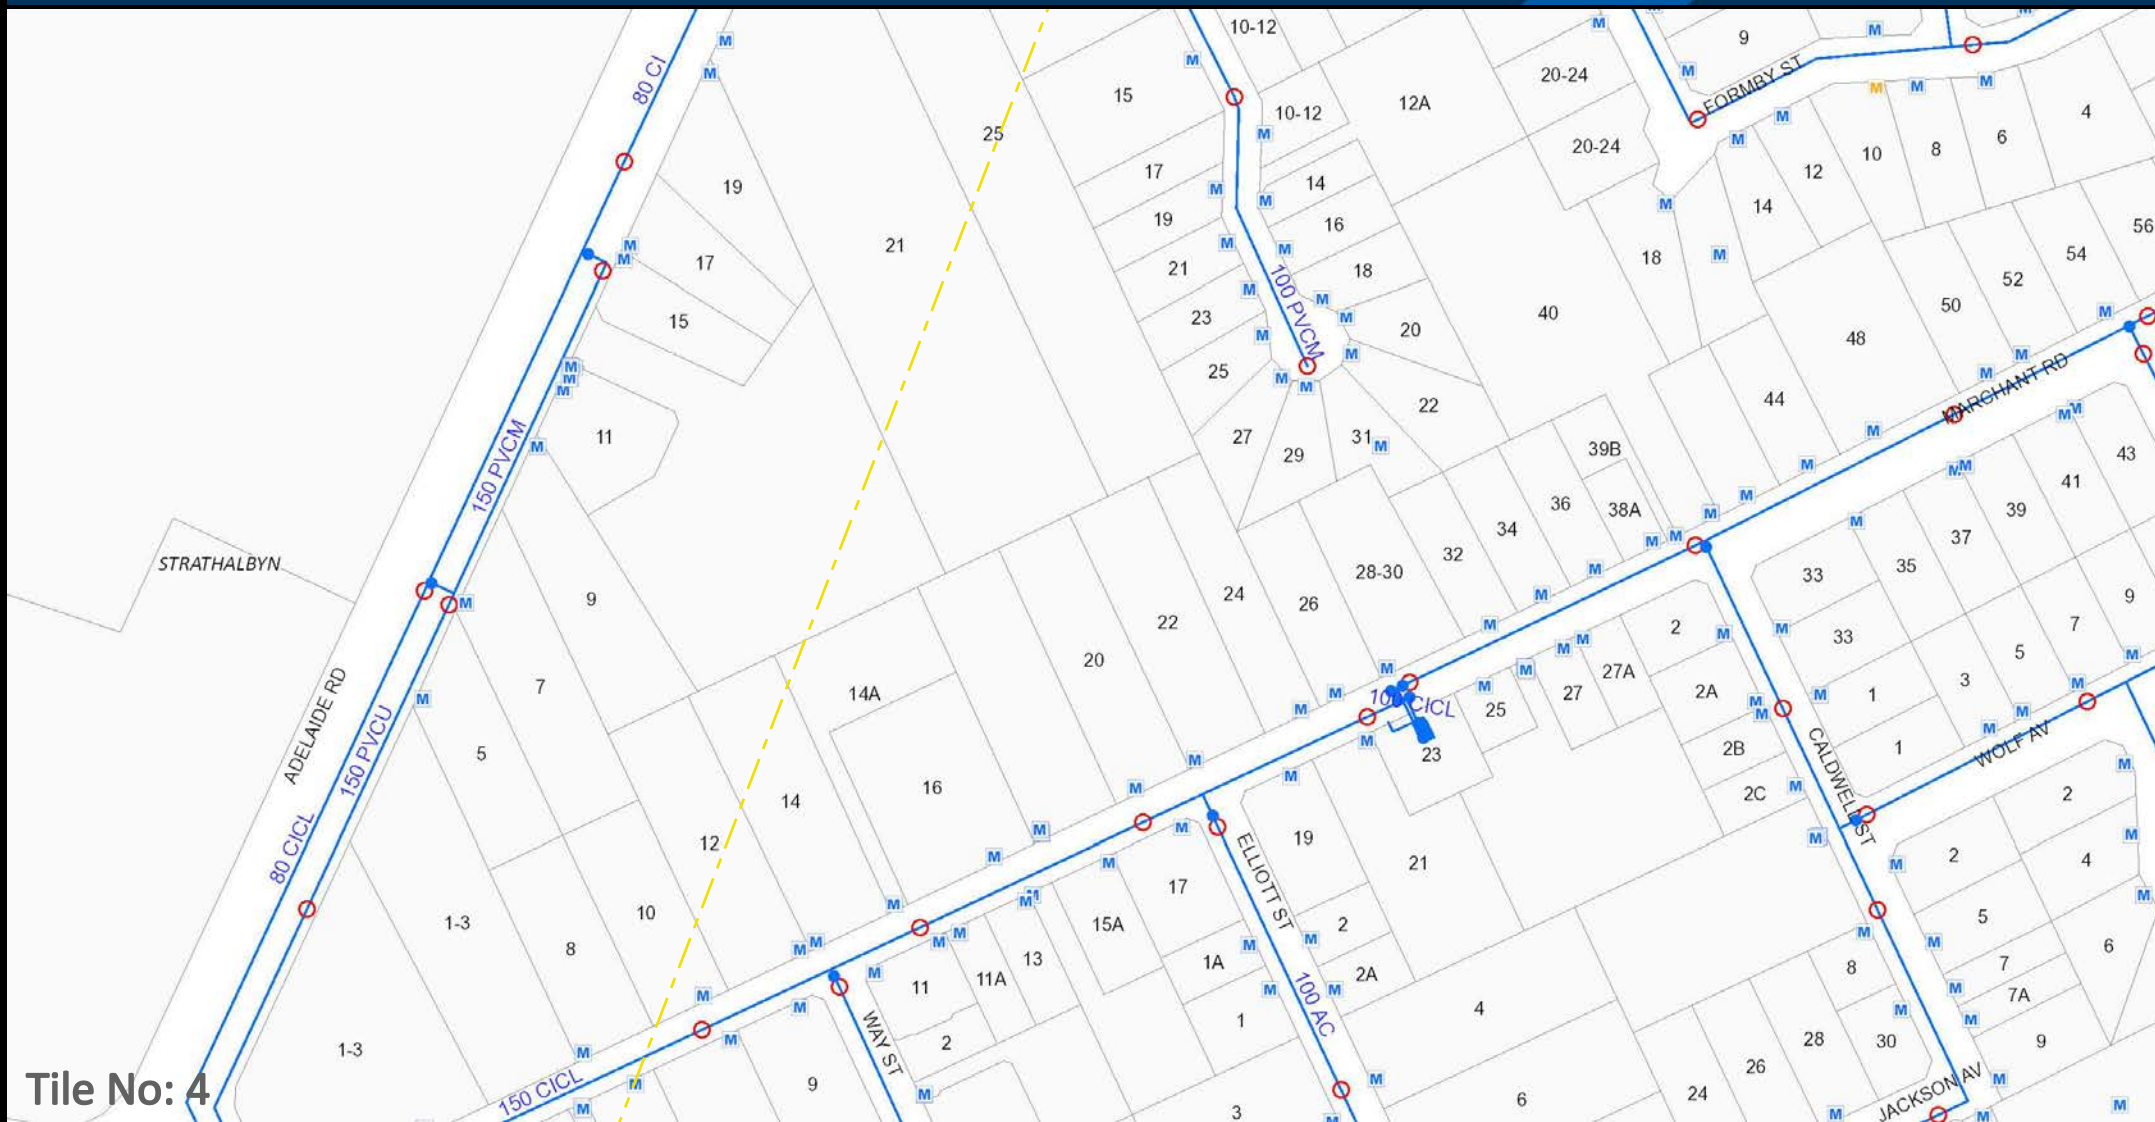 10-12
9
M
M
M
M
M
80 CI
M
M
M
M
M
FORMBY ST
M
M
M
15
25
10-12
12A
20-24
20-24
4
6
8
10
12
14
M
M
M
M
19
17
14
M
M
M
17
21
19
16
56
M
M
M
M
M
M
21
18
18
54
52
50
15
M
M
23
M
M
M
20
40
48
M
M
M
100 PVCM
M
M
M
M
M
M
25
22
44
MARCHANT RD
M
M
M
M
11
M
27
29
31
M
39B
M
M
M
43
41
150 PVCM
M
36
38A
M
39
34
M
M
M
37
STRATHALBYN
32
28-30
33
35
9
M
24
26
M
M
9
22
M
2
M
M
33
7
5
M
7
20
M
M
27A
M
3
M
14A
M
M
M
27
2A
M
M
M
1
M
ADELAIDE RD
M
100 CICL
25
M
M
150 PVCU
5
M
M
23
2B
CALDWELL ST
1
WOLF AV
M
16
14
M
M
2C
M
2
80 CICL
12
M
M
M
19
ELLIOTT ST
21
M
M
2
4
M
17
M
M
M
M
15A
2
5
M
1-3
10
8
M
M
M
M
11
11A
13
1A
M
M
2A
M
8
M
7
6
M
M
M
100 AC
4
M
M
7A
1-3
M
M
M
WAY ST
2
1
28
30
9
M
26
150 CICL
M
M
9
M
3
M
M
6
24
JACKSON AV
M
M
M
M
Tile No: 4